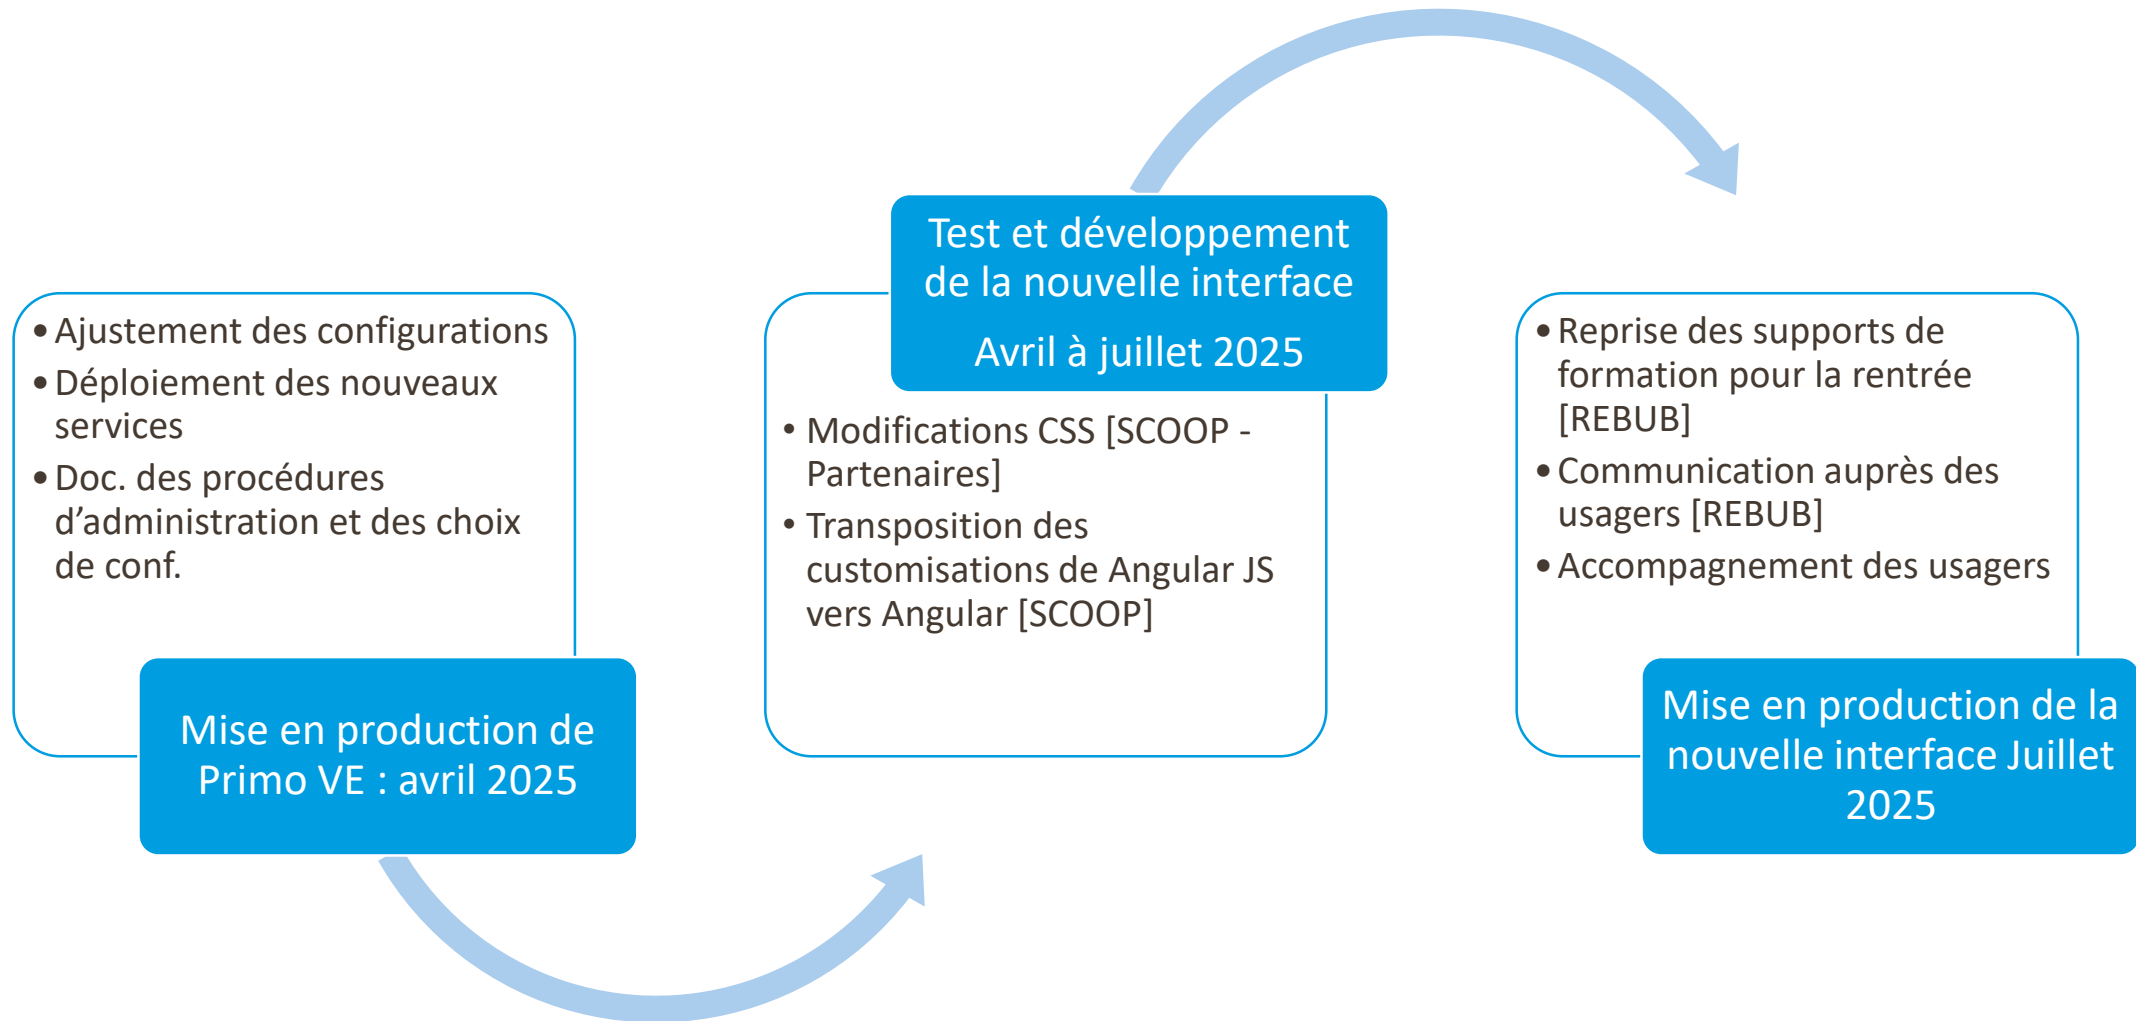 • Ajustement des configurations
• Déploiement des nouveaux
services
• Doc. des procédures
d’administration et des choix
de conf.
Mise en production de
Primo VE : avril 2025
Test et développement
de la nouvelle interface
Avril à juillet 2025
• Modifications CSS [SCOOP -
Partenaires]
• Transposition des
customisations de Angular JS
vers Angular [SCOOP]
• Reprise des supports de
formation pour la rentrée
[REBUB]
• Communication auprès des
usagers [REBUB]
• Accompagnement des usagers
Mise en production de la
nouvelle interface Juillet
2025